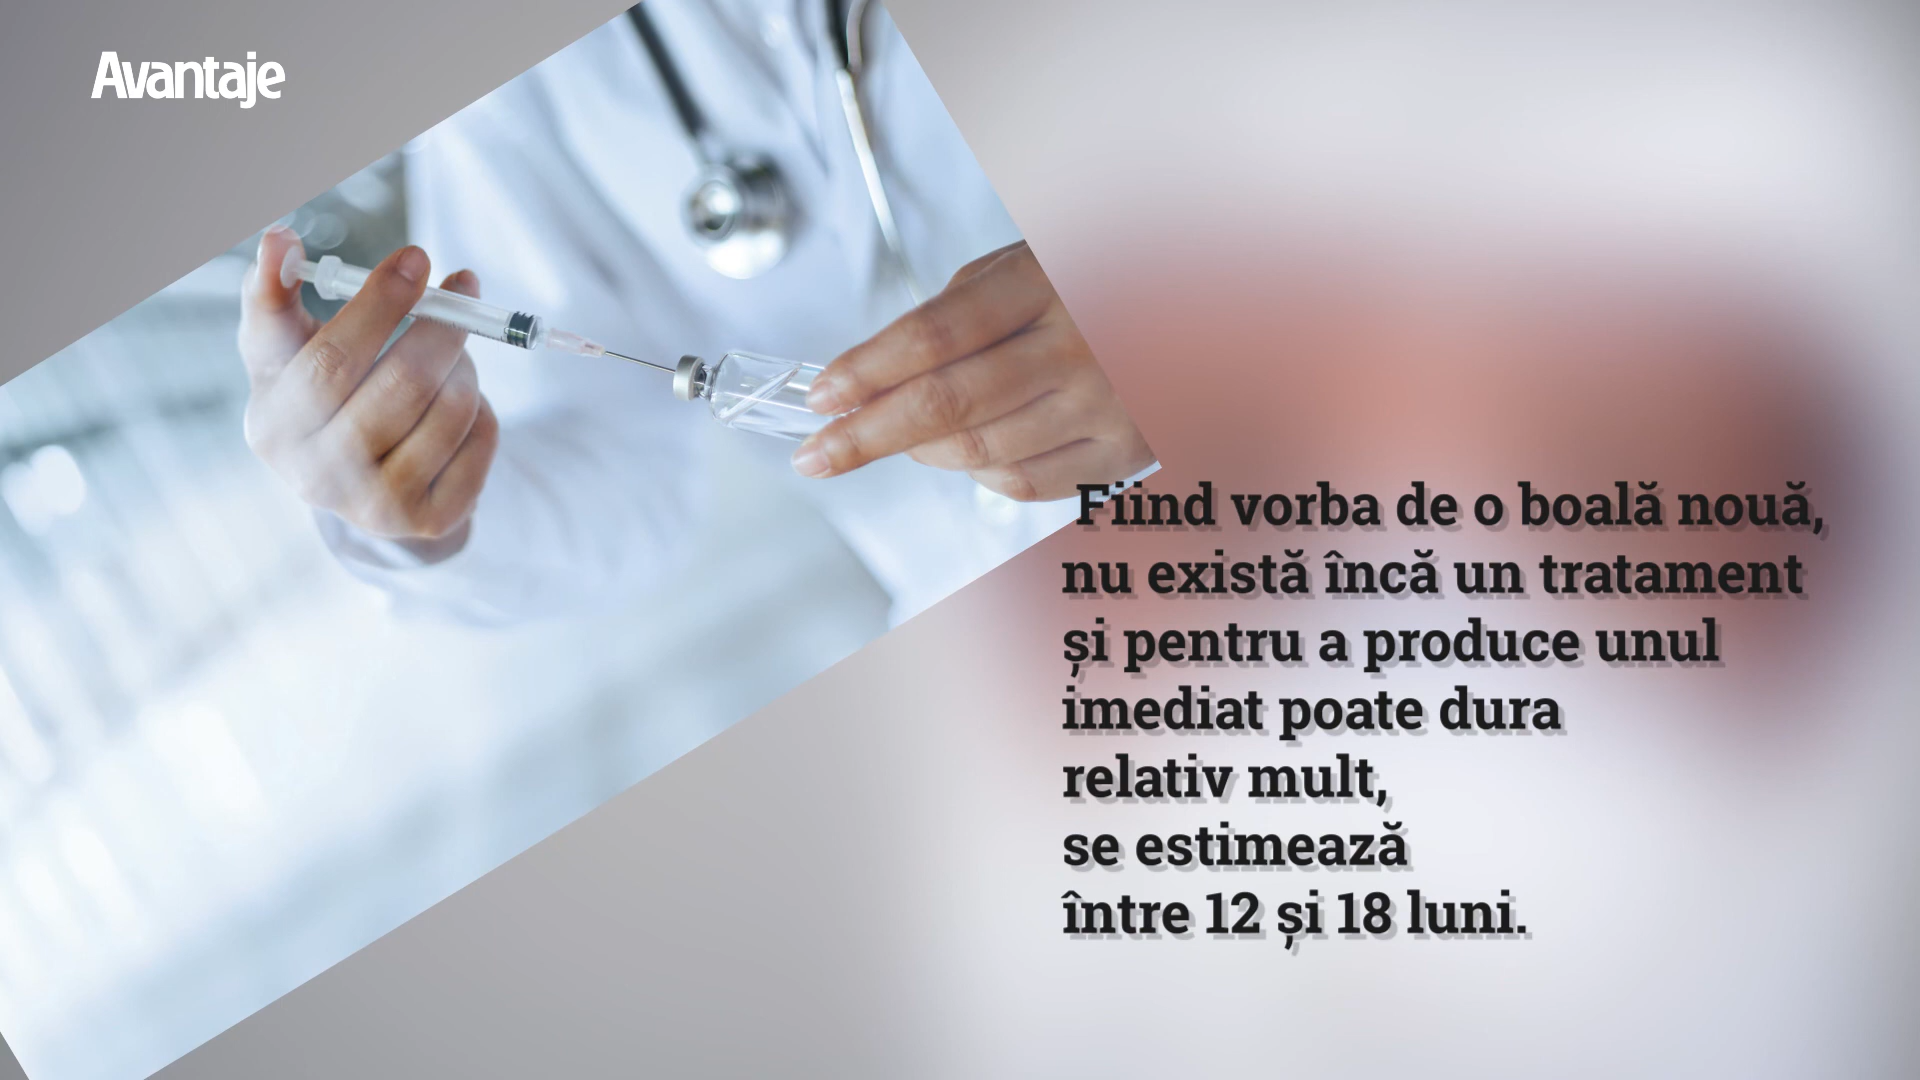 Avantaje
Fiind vorba de o boală nouă,
nu există încă un tratament
și pentru a produce unul
imediat poate dura
relativ mult,
se estimează
între 12 și 18 luni.